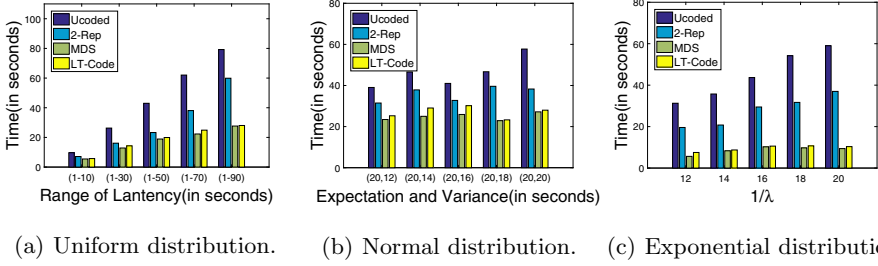 Time(in seconds)
100
80
60
40
20
0
Ucoded
2-Rep
MDS
LT-Code
(1-10) (1-30) (1-50) (1-70) (1-90)
Range of Lantency(in seconds)
(a) Uniform distribution.
Time(in seconds)
80
60
40
20
0
Ucoded
2-Rep
MDS
LT-Code
(20,12) (20,14) (20,16) (20,18) (20,20)
Expectation and Variance(in seconds)
(b) Normal distribution.
Time(in seconds)
80
60
40
20
0
Ucoded
2-Rep
MDS
LT-Code
12 14 16 18 20
1/λ
(c) Exponential distributi